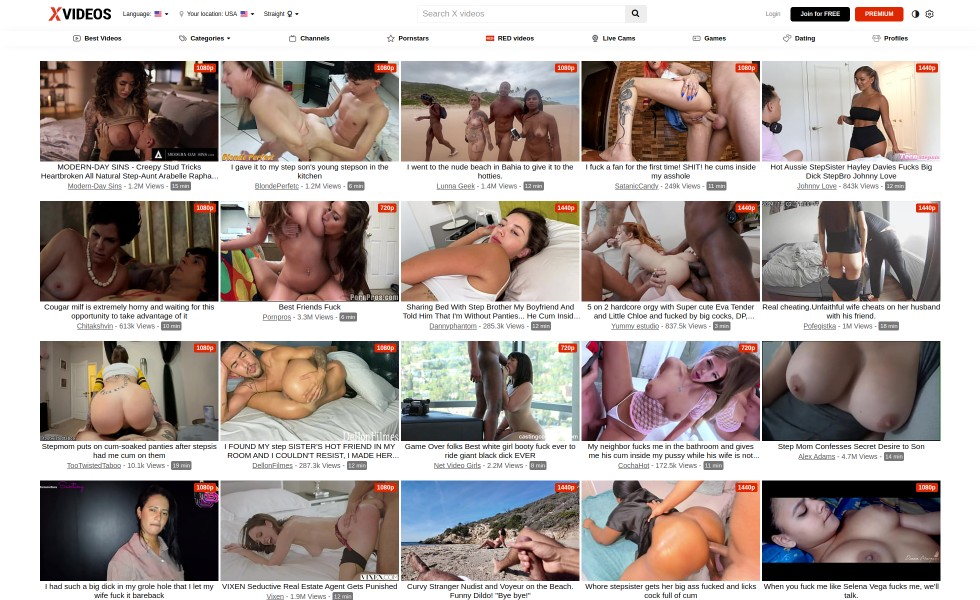 XVIDEOS
Language:
Your location: USA
Straight
Search X videos
Login
Join for FREE
PREMIUM
Best Videos
Categories
Channels
Pornstars
RED videos
Live Cams
Games
Dating
Profiles
1080p
1080p
1080p
1080p
1440p
MODERN-DAY SINS - Creepy Stud Tricks
Heartbroken All Natural Step-Aunt Arabelle Rapha...
Modern-Day Sins - 1.2M Views - 15 min
I gave it to my step son's young stepson in the
kitchen
BlondePerfetc - 1.2M Views - 6 min
I went to the nude beach in Bahia to give it to the
hotties.
Lunna Geek - 1.4M Views - 12 min
I fuck a fan for the first time! SHIT! he cums inside
my asshole
SatanicCandy - 249k Views - 11 min
Hot Aussie StepSister Hayley Davies Fucks Big
Dick StepBro Johnny Love
Johnny Love - 843k Views - 12 min
1080p
720p
1440p
1440p
1440p
PornPros.com
Cougar milf is extremely horny and waiting for this
opportunity to take advantage of it
Chitakshvin - 613k Views - 10 min
Best Friends Fuck
Pornpros - 3.3M Views - 6 min
Sharing Bed With Step Brother My Boyfriend And
Told Him That I'm Without Panties... He Cum Insid...
Dannyphantom - 285.3k Views - 12 min
5 on 2 hardcore orgy with Super cute Eva Tender
and Little Chloe and fucked by big cocks, DP,...
Yummy estudio - 837.5k Views - 3 min
Real cheating.Unfaithful wife cheats on her husband
with his friend.
Pofegistka - 1M Views - 18 min
1080p
1080p
720p
720p
Stepmom puts on cum-soaked panties after stepsis
had me cum on them
TooTwistedTaboo - 10.1k Views - 19 min
I FOUND MY step SISTER'S HOT FRIEND IN MY
ROOM AND I COULDN'T RESIST, I MADE HER...
DellonFilmes - 287.3k Views - 12 min
Game Over folks Best white girl booty fuck ever to
ride giant black dick EVER
Net Video Girls - 2.2M Views - 8 min
My neighbor fucks me in the bathroom and gives
me his cum inside my pussy while his wife is not...
CochaHot - 172.5k Views - 11 min
Step Mom Confesses Secret Desire to Son
Alex Adams - 4.7M Views - 14 min
1080p
1440p
1440p
1080p
VIXEN.COM
I had such a big dick in my grole hole that I let my
wife fuck it bareback
VIXEN Seductive Real Estate Agent Gets Punished
Vixen - 1.9M Views - 12 min
Curvy Stranger Nudist and Voyeur on the Beach.
Funny Dildo! "Bye bye!"
Whore stepsister gets her big ass fucked and licks
cock full of cum
When you fuck me like Selena Vega fucks me, we'll
talk.